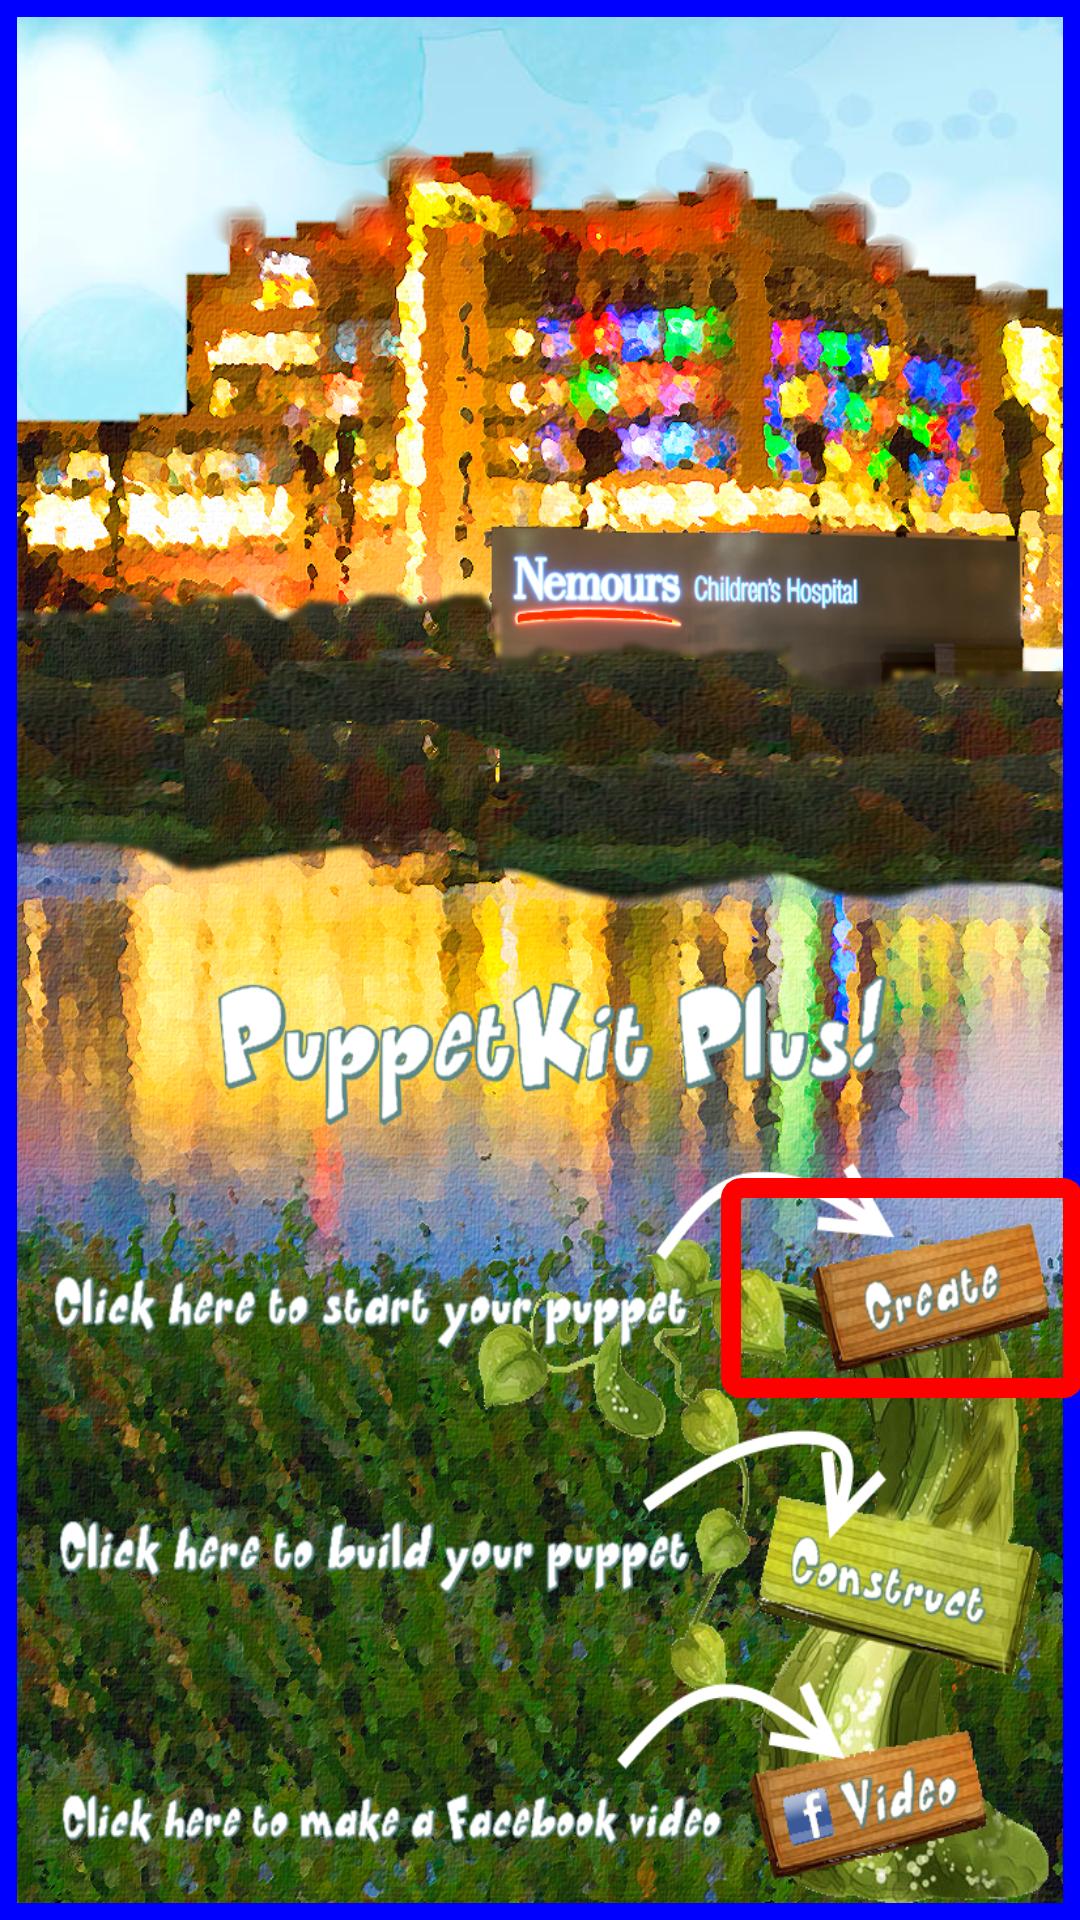 Nemours Children's Hospital
PuppetKit Plus!
Click here to start your puppet
Create
Click here to build your puppet
Construct
Click here to make a Facebook video
f Video